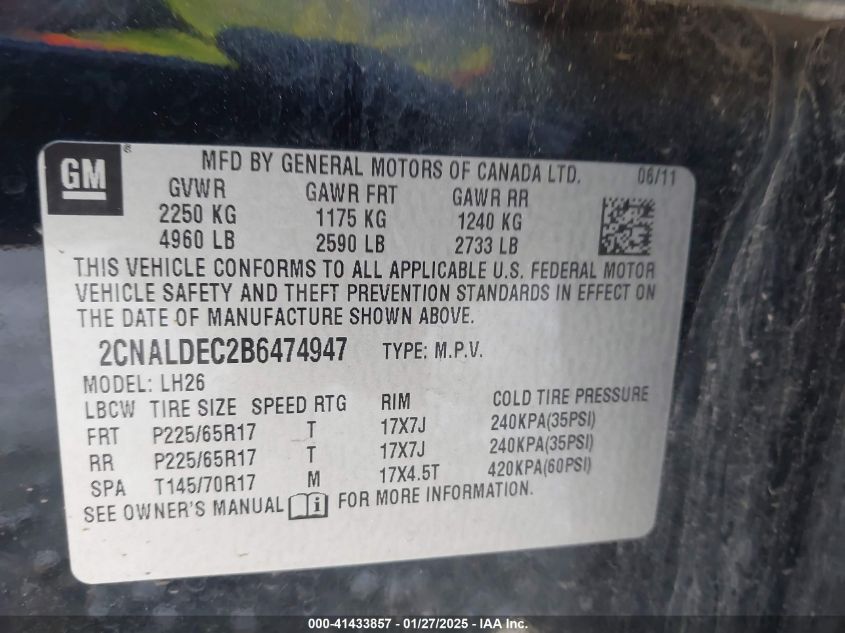 GM ®
MFD BY GENERAL MOTORS OF CANADA LTD. 06/11
GVWR GAWR FRT GAWR RR
2250 KG 1175 KG 1240 KG
4960 LB 2590 LB 2733 LB
THIS VEHICLE CONFORMS TO ALL APPLICABLE U.S. FEDERAL MOTOR
VEHICLE SAFETY AND THEFT PREVENTION STANDARDS IN EFFECT ON
THE DATE OF MANUFACTURE SHOWN ABOVE.
2CNALDEC2B6474947 TYPE: M.P.V.
MODEL: LH26
LBCW TIRE SIZE SPEED RTG RIM COLD TIRE PRESSURE
FRT P225/65R17 T 17X7J 240KPA(35PSI)
RR P225/65R17 T 17X7J 240KPA(35PSI)
SPA T145/70R17 M 17X4.5T 420KPA(60PSI)
SEE OWNER'S MANUAL i FOR MORE INFORMATION.
000-41433857 - 01/27/2025 - IAA, Inc.